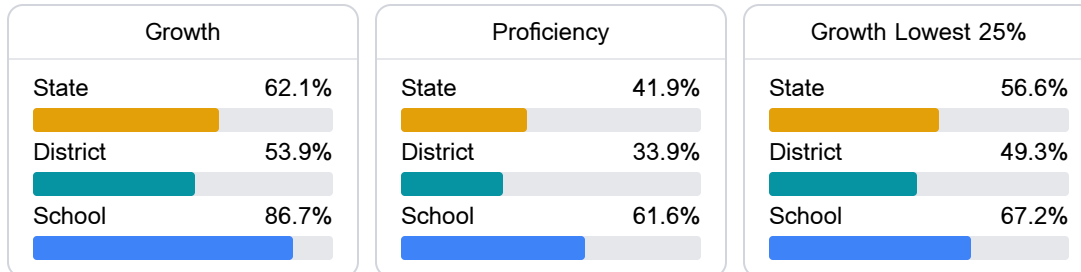 Growth
State 62.1%
District 53.9%
School 86.7%
Proficiency
State 41.9%
District 33.9%
School 61.6%
Growth Lowest 25%
State 56.6%
District 49.3%
School 67.2%